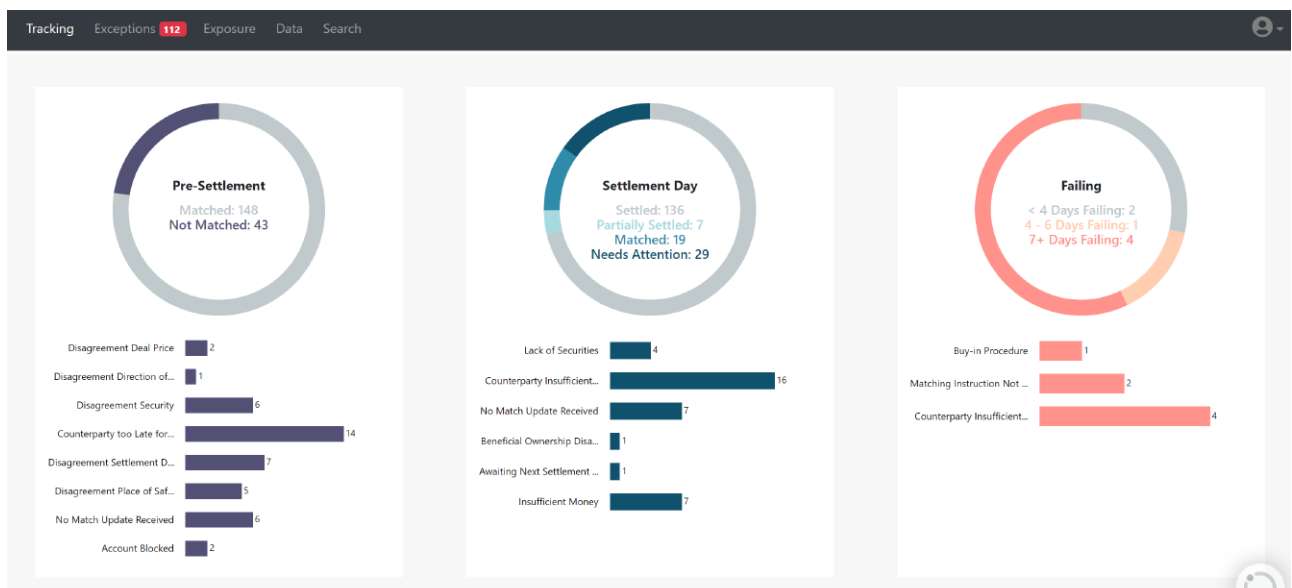 Tracking Exceptions 112 Exposure Data Search
Pre-Settlement
Matched: 148
Not Matched: 43
Disagreement Deal Price 2
Disagreement Direction of... 1
Disagreement Security 6
Counterparty too Late for... 14
Disagreement Settlement D... 7
Disagreement Place of Saf... 5
No Match Update Received 6
Account Blocked 2
Settlement Day
Settled: 136
Partially Settled: 7
Matched: 19
Needs Attention: 29
Lack of Securities 4
Counterparty Insufficient... 16
No Match Update Received 7
Beneficial Ownership Disa... 1
Awaiting Next Settlement ... 1
Insufficient Money 7
Failing
< 4 Days Failing: 2
4 - 6 Days Failing: 1
7+ Days Failing: 4
Buy-in Procedure 1
Matching Instruction Not ... 2
Counterparty Insufficient... 4